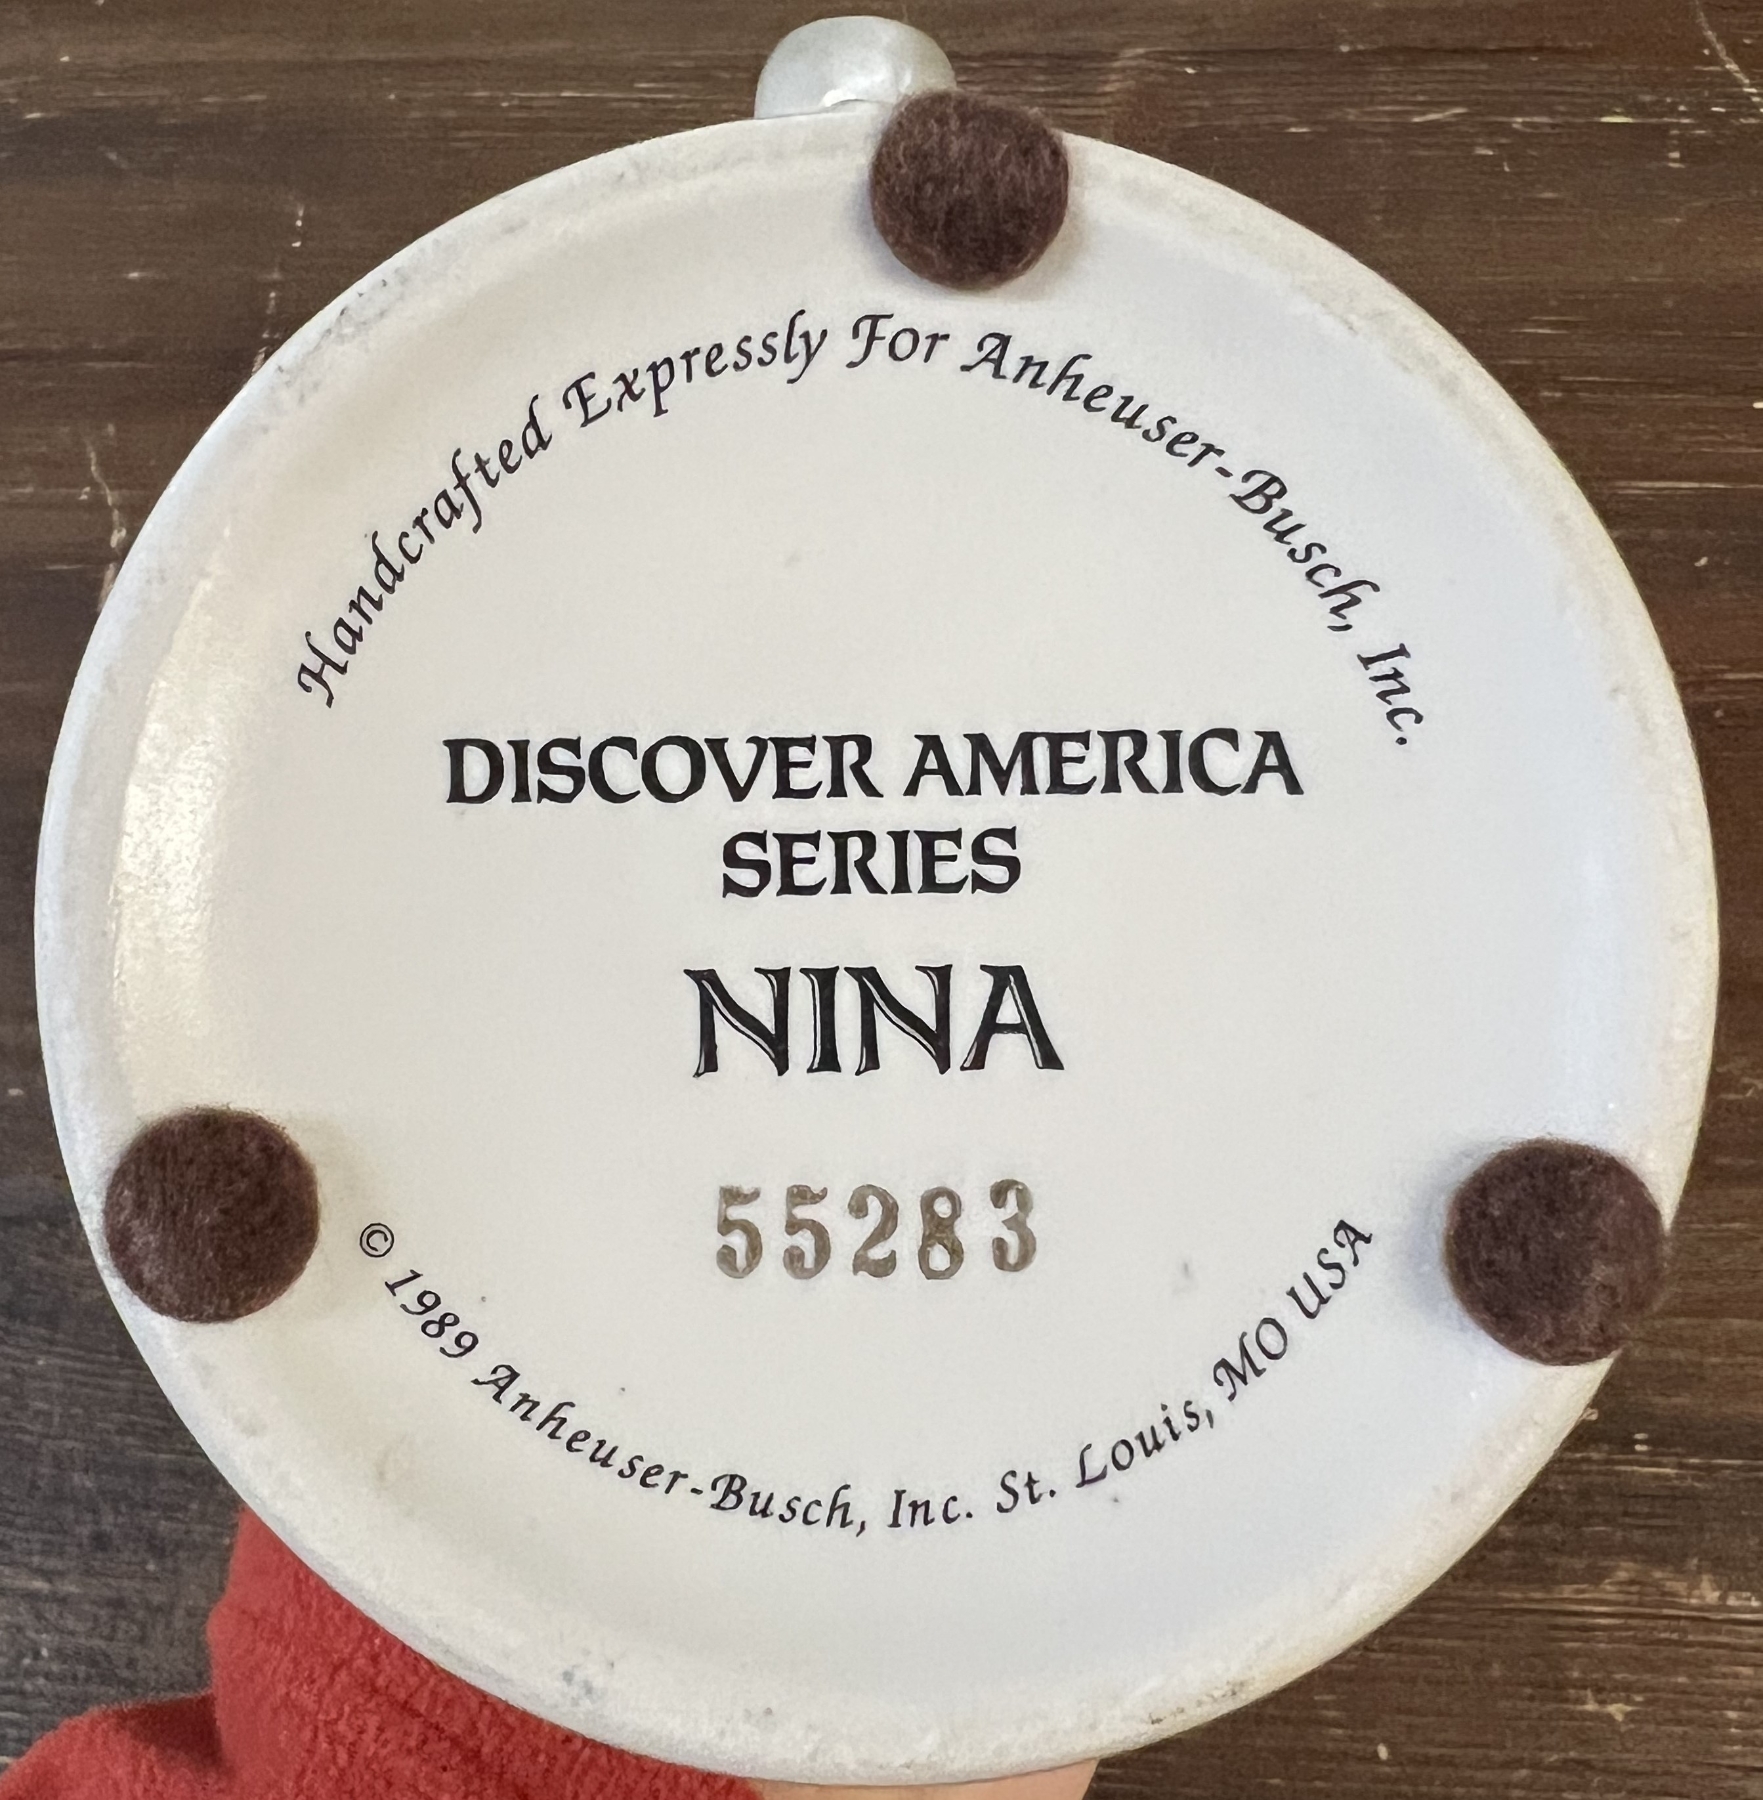 Handcrafted Expressly For Anheuser-Busch, Inc.
DISCOVER AMERICA
SERIES
NINA
55283
© 1989 Anheuser-Busch, Inc. St. Louis, MO USA